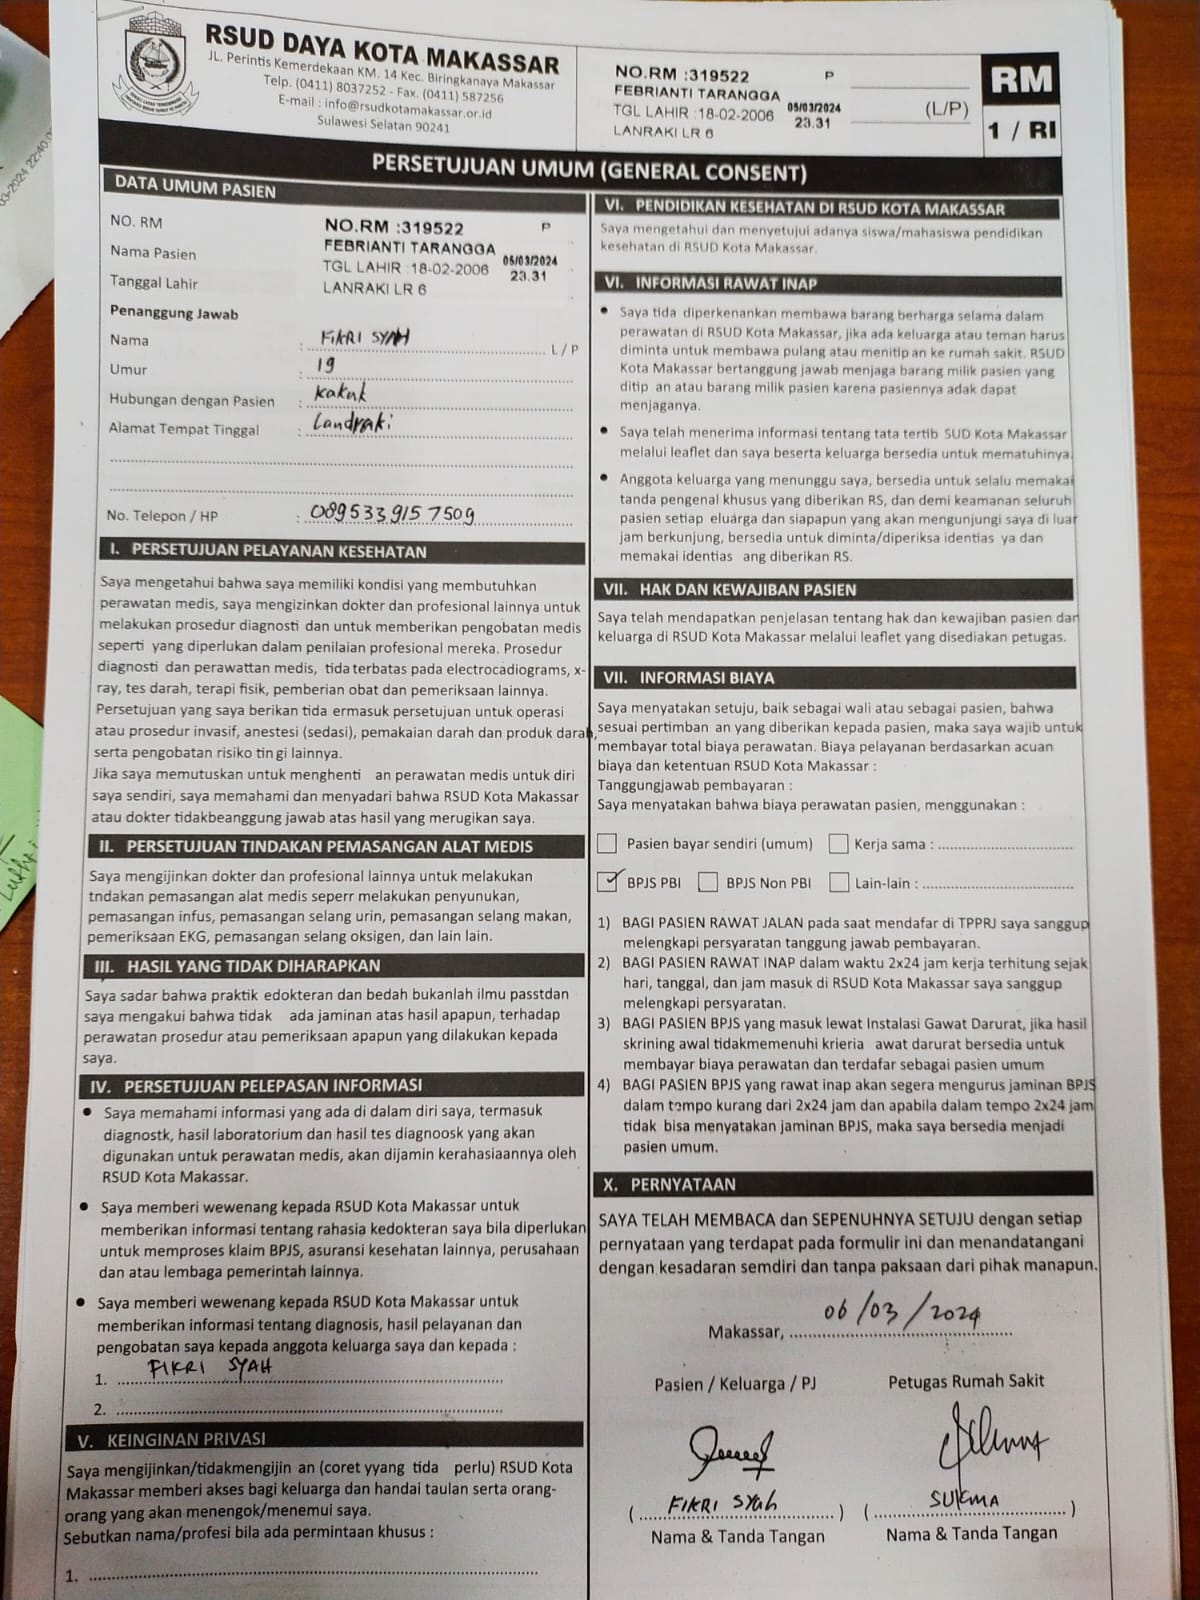 RSUD DAYA KOTA MAKASSAR
JL. Perintis Kemerdekaan KM. 14 Kec. Biringkanaya Makassar
Telp. (0411) 8037252 - Fax. (0411) 587256
E-mail : info@rsudkotamakassar.or.id
Sulawesi Selatan 90241
NO.RM :319522 P
FEBRIANTI TARANGGA
TGL LAHIR :18-02-2006 05/03/2024 23.31
LANRAKI LR 6
(L/P)
RM
1 / RI
PERSETUJUAN UMUM (GENERAL CONSENT)
DATA UMUM PASIEN
NO. RM
Nama Pasien
Tanggal Lahir
NO.RM :319522 P
FEBRIANTI TARANGGA
TGL LAHIR :18-02-2006 05/03/2024 23.31
LANRAKI LR 6
Penanggung Jawab
Nama : FIKRI SYAH L / P
Umur : 19
Hubungan dengan Pasien : Kakak
Alamat Tempat Tinggal : Landraki
No. Telepon / HP : 0895339157509
I. PERSETUJUAN PELAYANAN KESEHATAN
Saya mengetahui bahwa saya memiliki kondisi yang membutuhkan
perawatan medis, saya mengizinkan dokter dan profesional lainnya untuk
melakukan prosedur diagnosti dan untuk memberikan pengobatan medis
seperti yang diperlukan dalam penilaian profesional mereka. Prosedur
diagnosti dan perawattan medis, tida terbatas pada electrocadiograms, x-
ray, tes darah, terapi fisik, pemberian obat dan pemeriksaan lainnya.
Persetujuan yang saya berikan tida ermasuk persetujuan untuk operasi
atau prosedur invasif, anestesi (sedasi), pemakaian darah dan produk darah,
serta pengobatan risiko tin gi lainnya.
Jika saya memutuskan untuk menghenti an perawatan medis untuk diri
saya sendiri, saya memahami dan menyadari bahwa RSUD Kota Makassar
atau dokter tidakbeanggung jawab atas hasil yang merugikan saya.
II. PERSETUJUAN TINDAKAN PEMASANGAN ALAT MEDIS
Saya mengijinkan dokter dan profesional lainnya untuk melakukan
tndakan pemasangan alat medis seperr melakukan penyunukan,
pemasangan infus, pemasangan selang urin, pemasangan selang makan,
pemeriksaan EKG, pemasangan selang oksigen, dan lain lain.
III. HASIL YANG TIDAK DIHARAPKAN
Saya sadar bahwa praktik edokteran dan bedah bukanlah ilmu passtdan
saya mengakui bahwa tidak ada jaminan atas hasil apapun, terhadap
perawatan prosedur atau pemeriksaan apapun yang dilakukan kepada
saya.
IV. PERSETUJUAN PELEPASAN INFORMASI
• Saya memahami informasi yang ada di dalam diri saya, termasuk
diagnostk, hasil laboratorium dan hasil tes diagnoosk yang akan
digunakan untuk perawatan medis, akan dijamin kerahasiaannya oleh
RSUD Kota Makassar.
• Saya memberi wewenang kepada RSUD Kota Makassar untuk
memberikan informasi tentang rahasia kedokteran saya bila diperlukan
untuk memproses klaim BPJS, asuransi kesehatan lainnya, perusahaan
dan atau lembaga pemerintah lainnya.
• Saya memberi wewenang kepada RSUD Kota Makassar untuk
memberikan informasi tentang diagnosis, hasil pelayanan dan
pengobatan saya kepada anggota keluarga saya dan kepada :
1. FIKRI SYAH
2.
V. KEINGINAN PRIVASI
Saya mengijinkan/tidakmengijin an (coret yyang tida perlu) RSUD Kota
Makassar memberi akses bagi keluarga dan handai taulan serta orang-
orang yang akan menengok/menemui saya.
Sebutkan nama/profesi bila ada permintaan khusus :
1.
VI. PENDIDIKAN KESEHATAN DI RSUD KOTA MAKASSAR
Saya mengetahui dan menyetujui adanya siswa/mahasiswa pendidikan
kesehatan di RSUD Kota Makassar.
VI. INFORMASI RAWAT INAP
• Saya tida diperkenankan membawa barang berharga selama dalam
perawatan di RSUD Kota Makassar, jika ada keluarga atau teman harus
diminta untuk membawa pulang atau menitip an ke rumah sakit. RSUD
Kota Makassar bertanggung jawab menjaga barang milik pasien yang
ditip an atau barang milik pasien karena pasiennya adak dapat
menjaganya.
• Saya telah menerima informasi tentang tata tertib SUD Kota Makassar
melalui leaflet dan saya beserta keluarga bersedia untuk mematuhinya.
• Anggota keluarga yang menunggu saya, bersedia untuk selalu memakai
tanda pengenal khusus yang diberikan RS, dan demi keamanan seluruh
pasien setiap eluarga dan siapapun yang akan mengunjungi saya di luar
jam berkunjung, bersedia untuk diminta/diperiksa identias ya dan
memakai identias ang diberikan RS.
VII. HAK DAN KEWAJIBAN PASIEN
Saya telah mendapatkan penjelasan tentang hak dan kewajiban pasien dan
keluarga di RSUD Kota Makassar melalui leaflet yang disediakan petugas.
VII. INFORMASI BIAYA
Saya menyatakan setuju, baik sebagai wali atau sebagai pasien, bahwa
sesuai pertimban an yang diberikan kepada pasien, maka saya wajib untuk
membayar total biaya perawatan. Biaya pelayanan berdasarkan acuan
biaya dan ketentuan RSUD Kota Makassar :
Tanggungjawab pembayaran :
Saya menyatakan bahwa biaya perawatan pasien, menggunakan :
Pasien bayar sendiri (umum) Kerja sama :
✓ BPJS PBI BPJS Non PBI Lain-lain :
1) BAGI PASIEN RAWAT JALAN pada saat mendafar di TPPRJ saya sanggup
melengkapi persyaratan tanggung jawab pembayaran.
2) BAGI PASIEN RAWAT INAP dalam waktu 2x24 jam kerja terhitung sejak
hari, tanggal, dan jam masuk di RSUD Kota Makassar saya sanggup
melengkapi persyaratan.
3) BAGI PASIEN BPJS yang masuk lewat Instalasi Gawat Darurat, jika hasil
skrining awal tidakmemenuhi krieria awat darurat bersedia untuk
membayar biaya perawatan dan terdafar sebagai pasien umum
4) BAGI PASIEN BPJS yang rawat inap akan segera mengurus jaminan BPJS
dalam tempo kurang dari 2x24 jam dan apabila dalam tempo 2x24 jam
tidak bisa menyatakan jaminan BPJS, maka saya bersedia menjadi
pasien umum.
X. PERNYATAAN
SAYA TELAH MEMBACA dan SEPENUHNYA SETUJU dengan setiap
pernyataan yang terdapat pada formulir ini dan menandatangani
dengan kesadaran semdiri dan tanpa paksaan dari pihak manapun.
Makassar, 06/03/2024
Pasien / Keluarga / PJ Petugas Rumah Sakit
( FIKRI SYah ) ( SUKMA )
Nama & Tanda Tangan Nama & Tanda Tangan